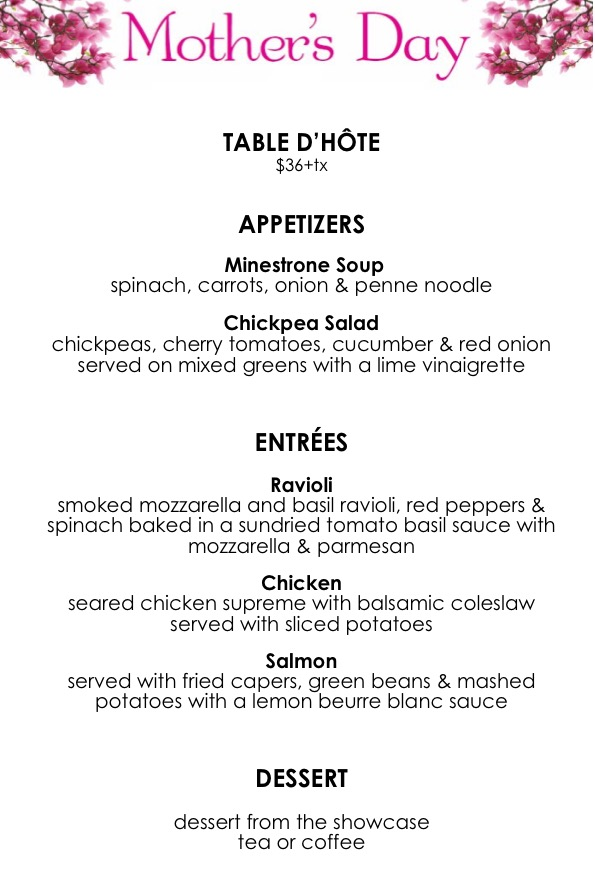 Mother's Day
TABLE D'HÔTE
$36+tx
APPETIZERS
Minestrone Soup
spinach, carrots, onion & penne noodle
Chickpea Salad
chickpeas, cherry tomatoes, cucumber & red onion
served on mixed greens with a lime vinaigrette
ENTRÉES
Ravioli
smoked mozzarella and basil ravioli, red peppers &
spinach baked in a sundried tomato basil sauce with
mozzarella & parmesan
Chicken
seared chicken supreme with balsamic coleslaw
served with sliced potatoes
Salmon
served with fried capers, green beans & mashed
potatoes with a lemon beurre blanc sauce
DESSERT
dessert from the showcase
tea or coffee